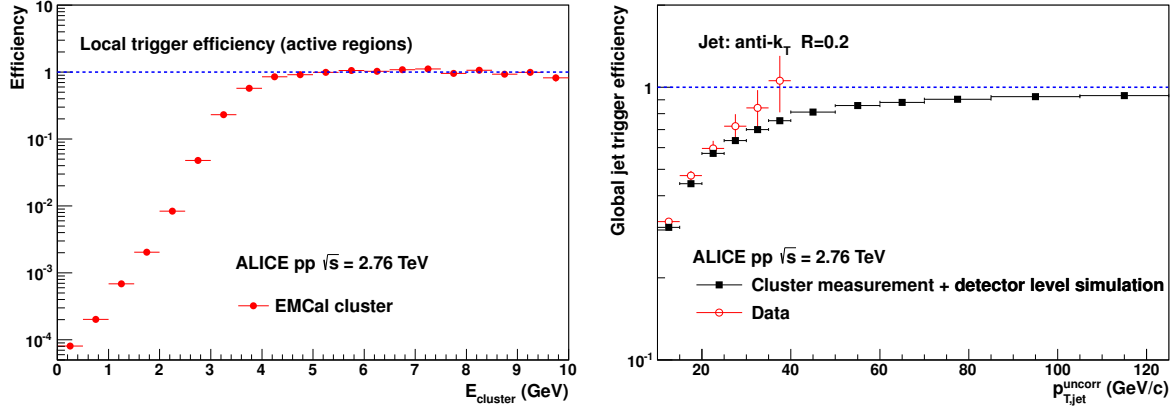 Efficiency
10
1
10⁻¹
10⁻²
10⁻³
10⁻⁴
Local trigger efficiency (active regions)
ALICE pp √s = 2.76 TeV
EMCal cluster
0 1 2 3 4 5 6 7 8 9 10
E_cluster (GeV)
Global jet trigger efficiency
1
10⁻¹
Jet: anti-k_T R=0.2
ALICE pp √s = 2.76 TeV
Cluster measurement + detector level simulation
Data
20 40 60 80 100 120
p_T,jet^uncorr (GeV/c)